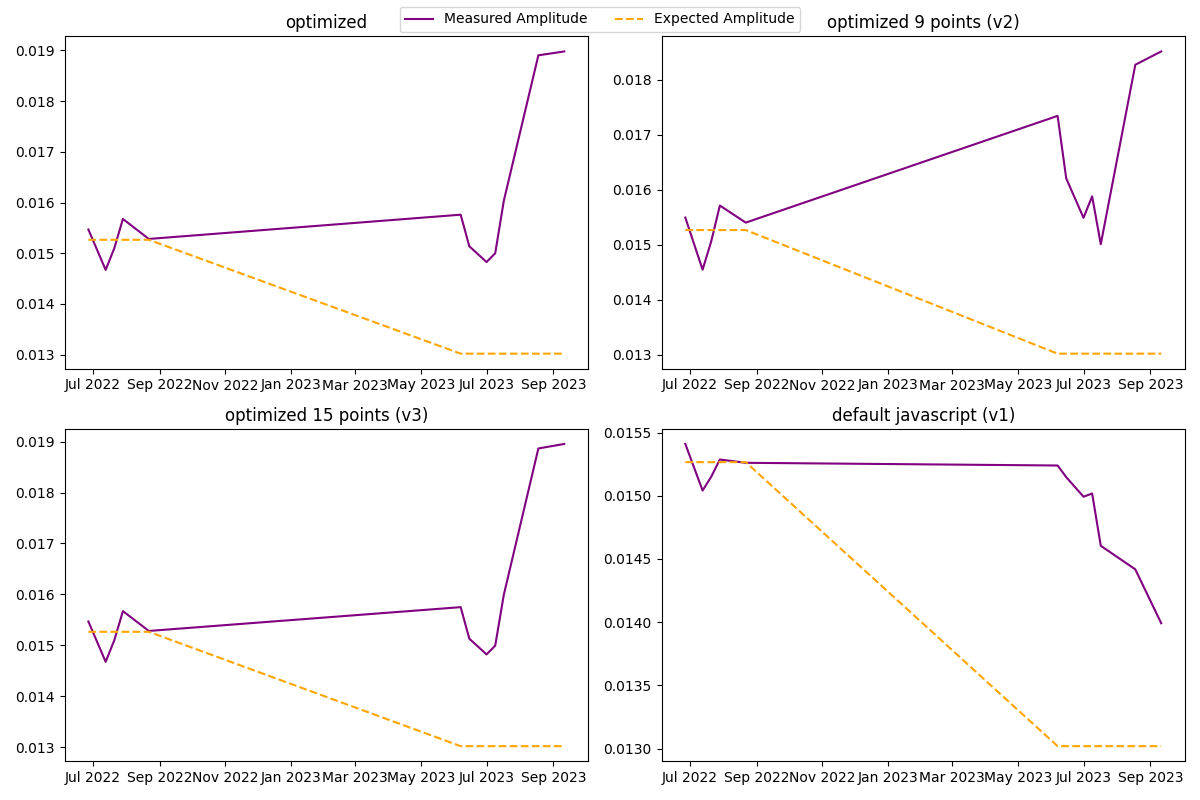 Measured Amplitude
Expected Amplitude
optimized
0.019
0.018
0.017
0.016
0.015
0.014
0.013
Jul 2022 Sep 2022 Nov 2022 Jan 2023 Mar 2023 May 2023 Jul 2023 Sep 2023
optimized 9 points (v2)
0.018
0.017
0.016
0.015
0.014
0.013
Jul 2022 Sep 2022 Nov 2022 Jan 2023 Mar 2023 May 2023 Jul 2023 Sep 2023
optimized 15 points (v3)
0.019
0.018
0.017
0.016
0.015
0.014
0.013
Jul 2022 Sep 2022 Nov 2022 Jan 2023 Mar 2023 May 2023 Jul 2023 Sep 2023
default javascript (v1)
0.0155
0.0150
0.0145
0.0140
0.0135
0.0130
Jul 2022 Sep 2022 Nov 2022 Jan 2023 Mar 2023 May 2023 Jul 2023 Sep 2023